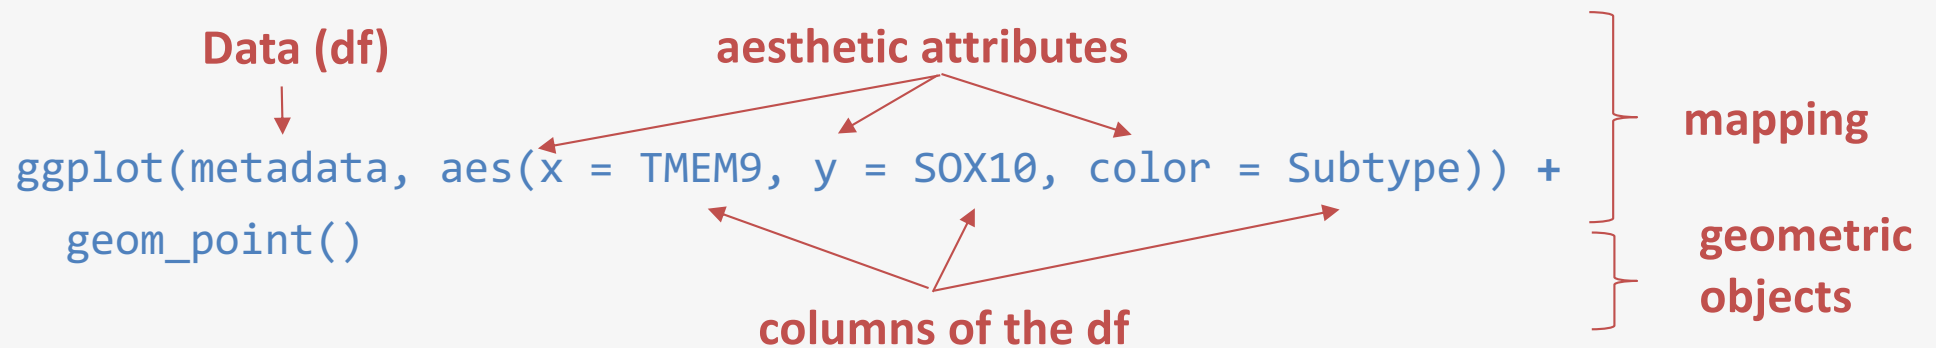 Data (df)
aesthetic attributes
mapping
ggplot(metadata, aes(x = TMEM9, y = SOX10, color = Subtype)) +
geom_point()
geometric
objects
columns of the df